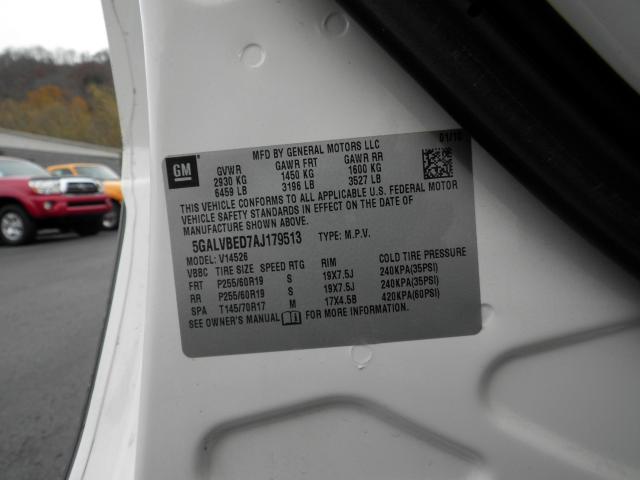 GM
MFD BY GENERAL MOTORS LLC
01/10
GVWR GAWR FRT GAWR RR
2930 KG 1450 KG 1600 KG
6459 LB 3196 LB 3527 LB
THIS VEHICLE CONFORMS TO ALL APPLICABLE U.S. FEDERAL MOTOR
VEHICLE SAFETY STANDARDS IN EFFECT ON THE DATE OF
MANUFACTURE SHOWN ABOVE.
5GALVBED7AJ179513 TYPE: M.P.V.
MODEL: V14526
VBBC TIRE SIZE SPEED RTG RIM COLD TIRE PRESSURE
FRT P255/60R19 S 19X7.5J 240KPA(35PSI)
RR P255/60R19 S 19X7.5J 240KPA(35PSI)
SPA T145/70R17 M 17X4.5B 420KPA(60PSI)
SEE OWNER'S MANUAL FOR ADDITIONAL INFORMATION.